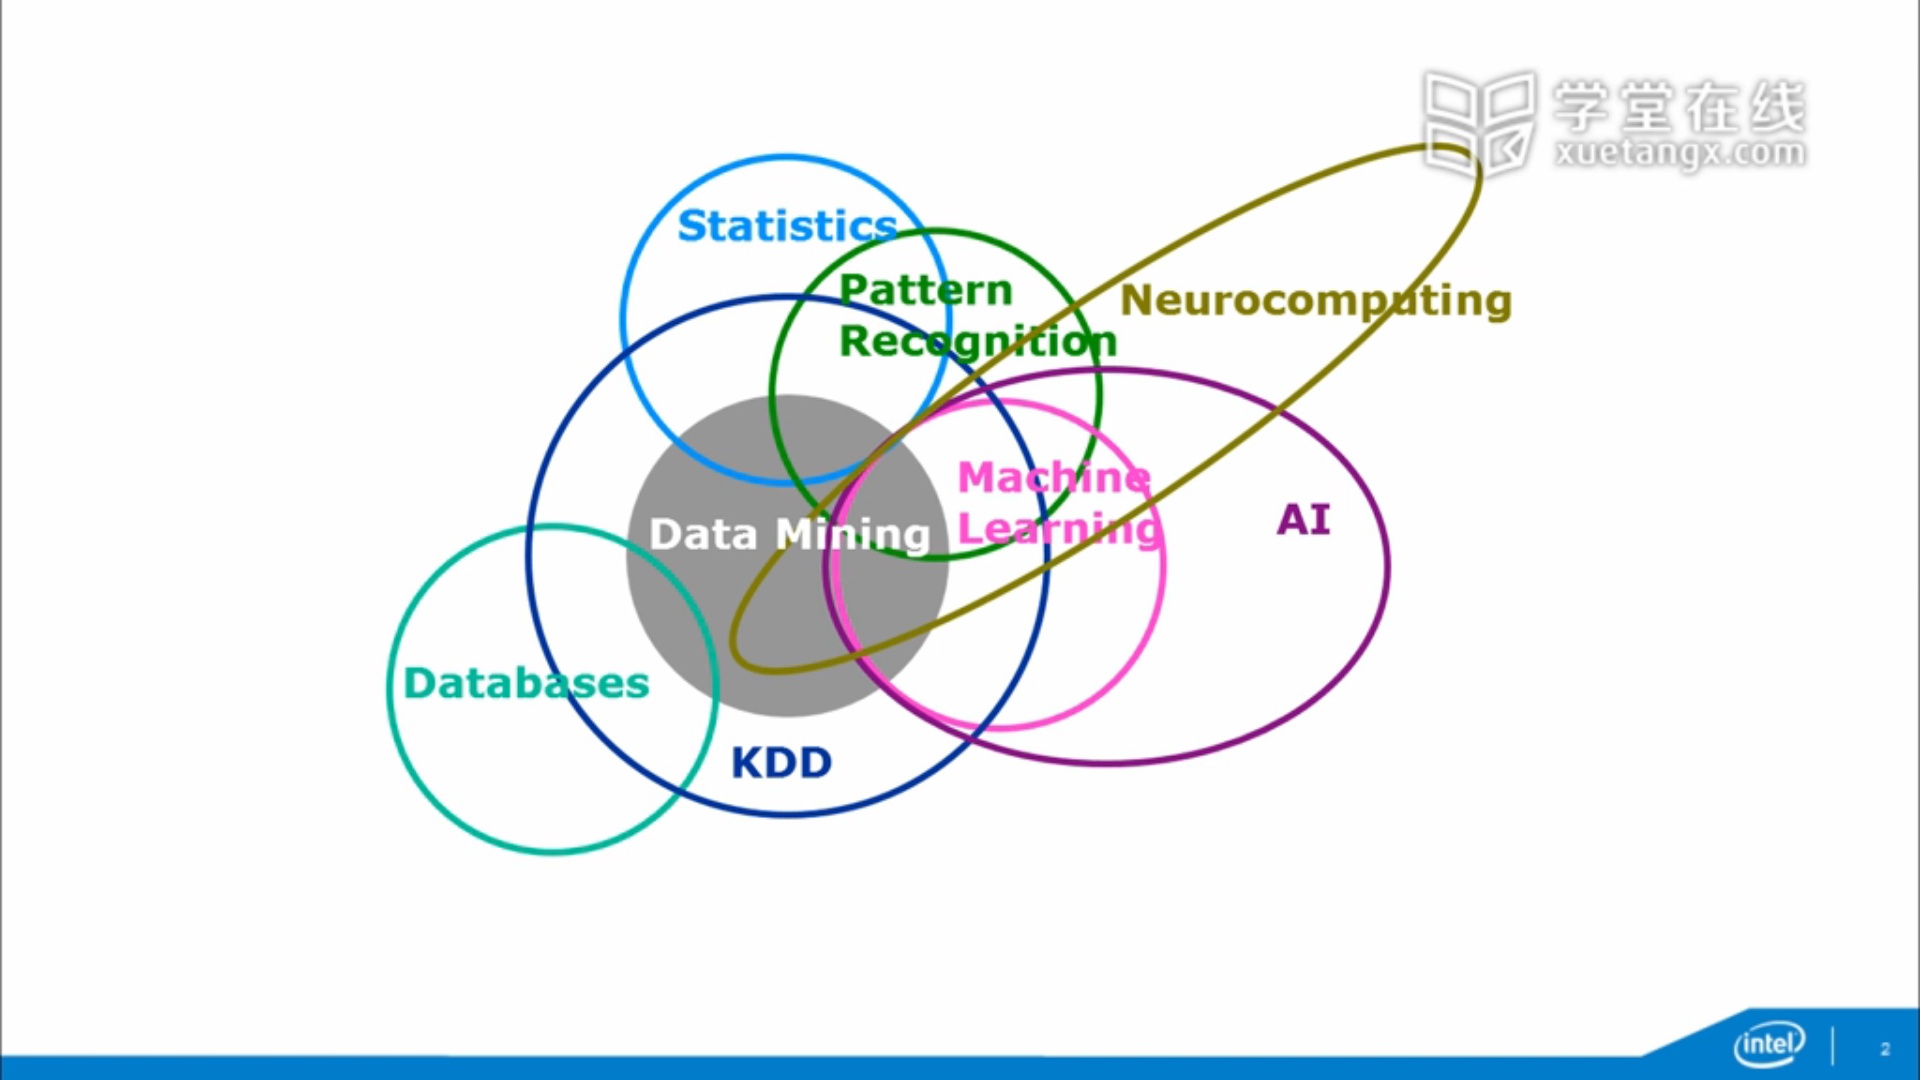 学堂在线
xuetangx.com
Statistics
Pattern
Recognition
Neurocomputing
Machine
Learning
AI
Data Mining
Databases
KDD
intel
2